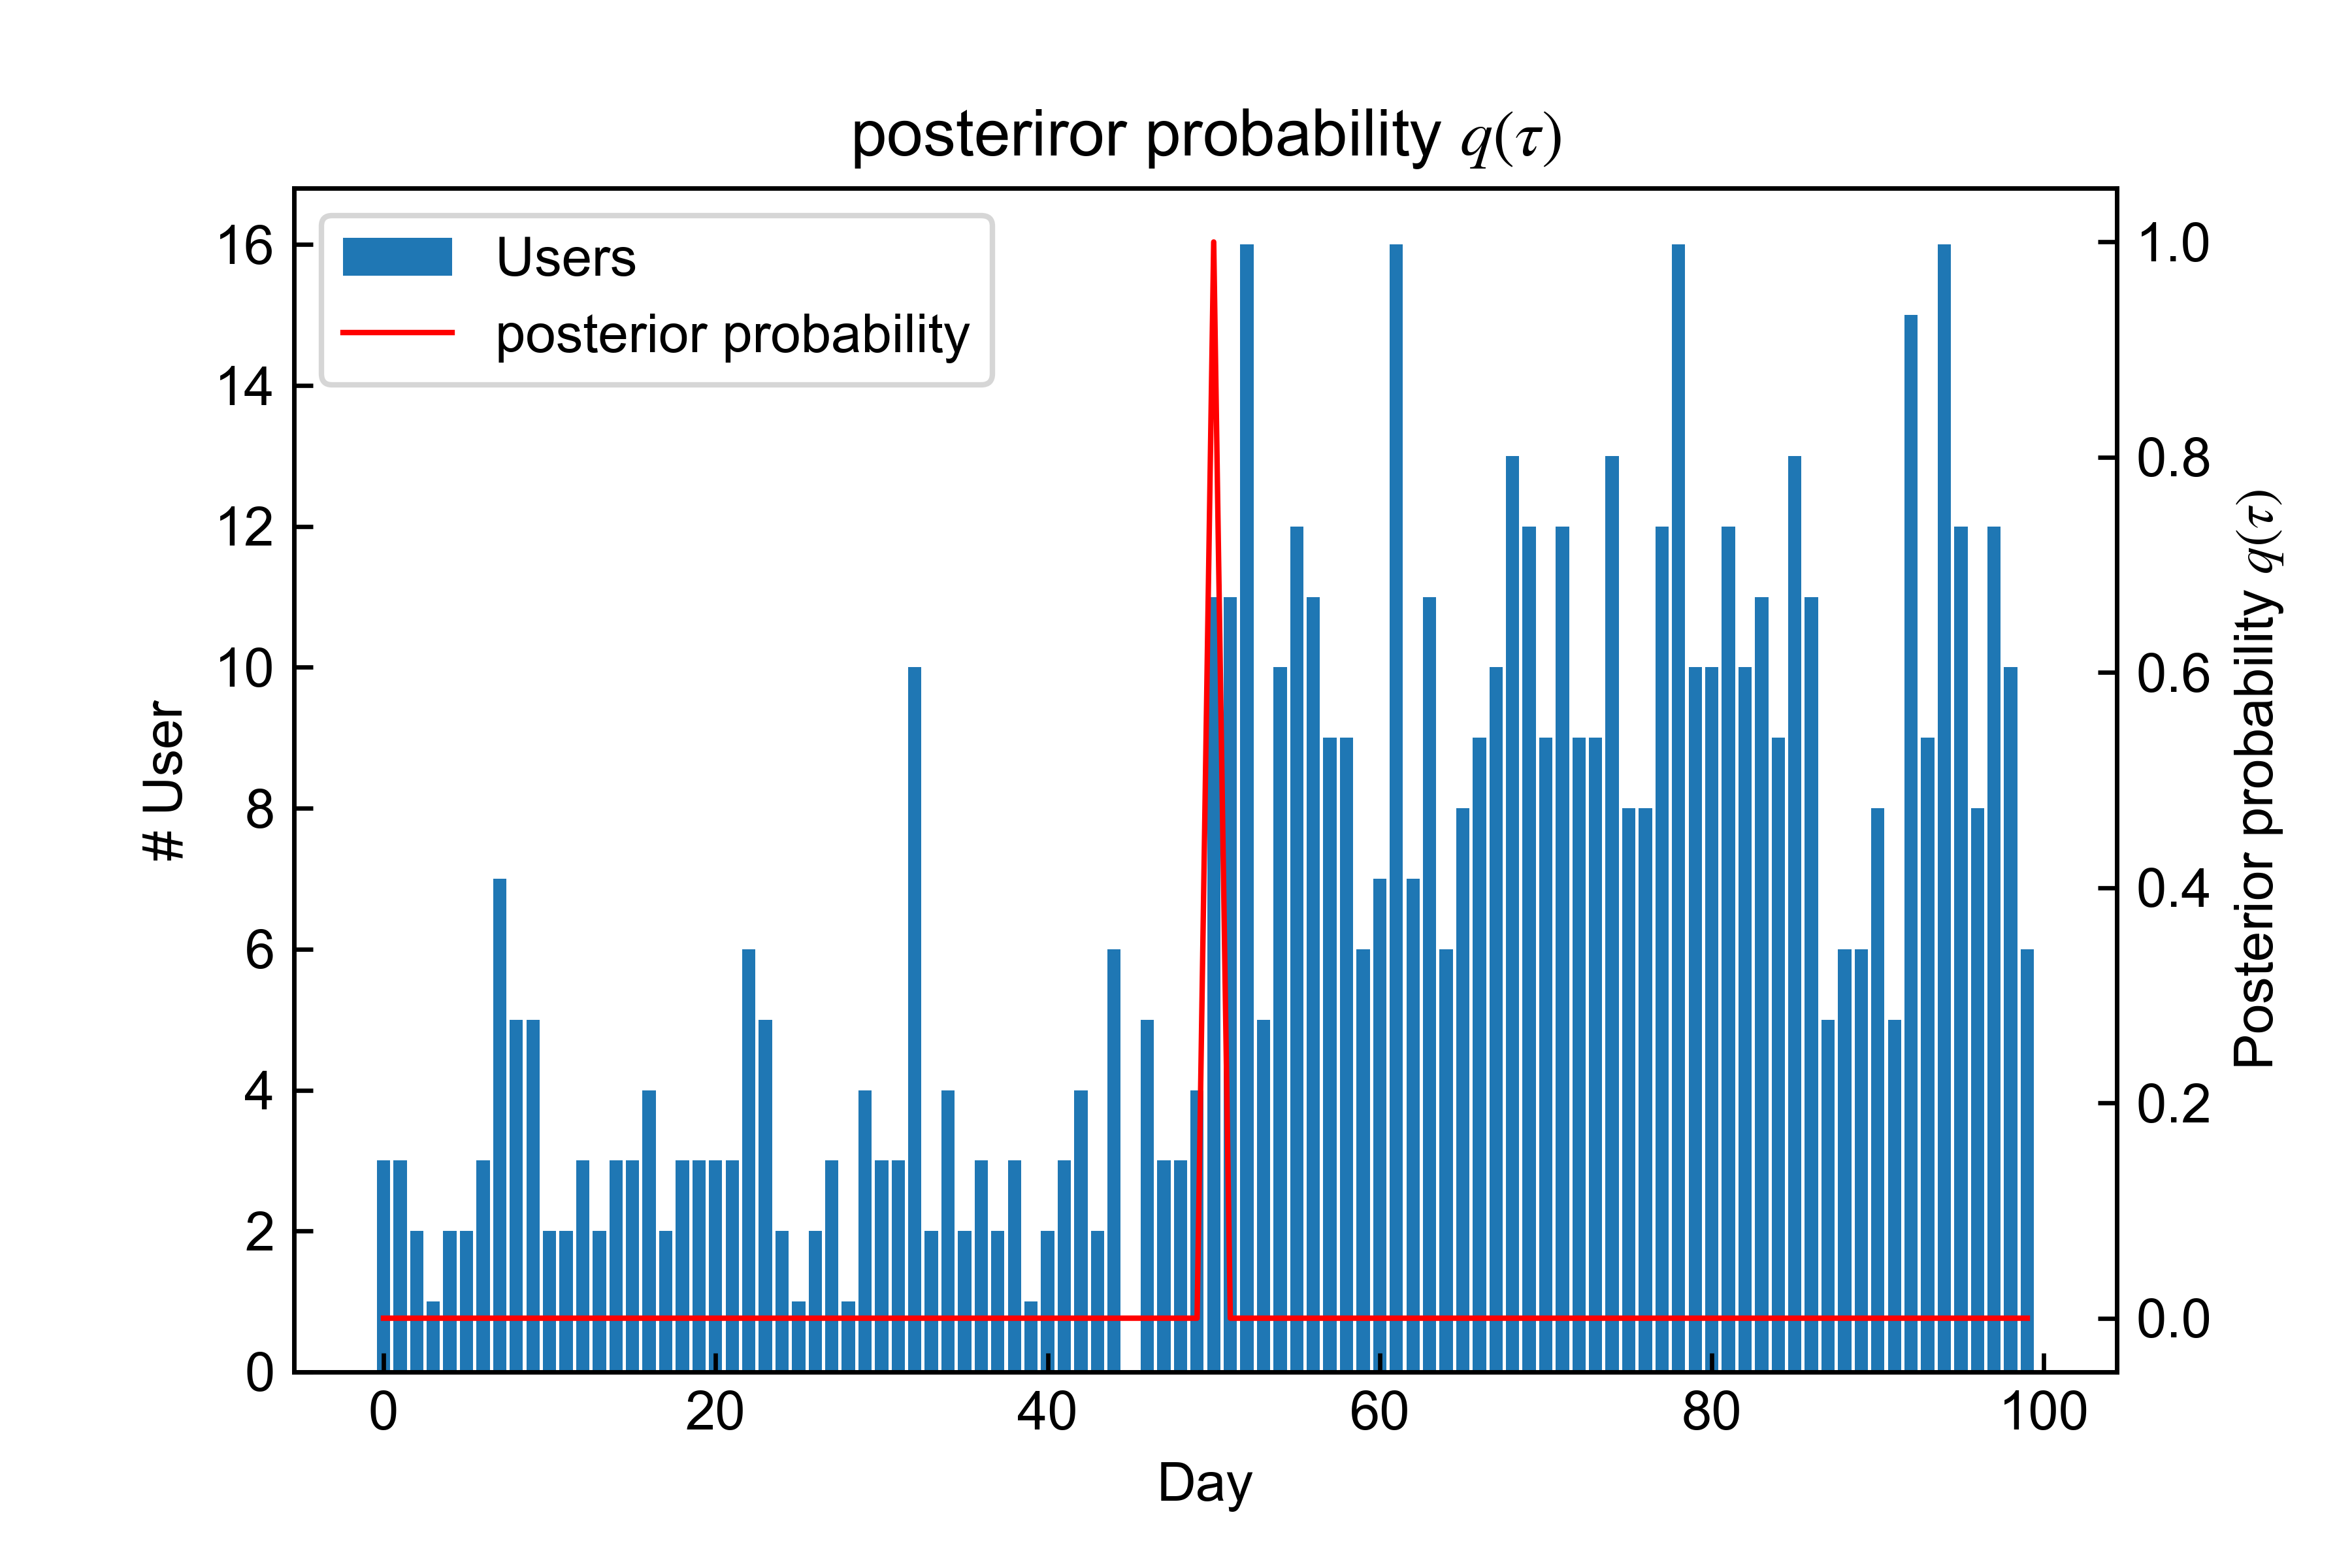 posteriror probability q(τ)
Users
posterior probability
# User
16
14
12
10
8
6
4
2
0
1.0
0.8
0.6
0.4
0.2
0.0
Posterior probability q(τ)
0 20 40 60 80 100
Day